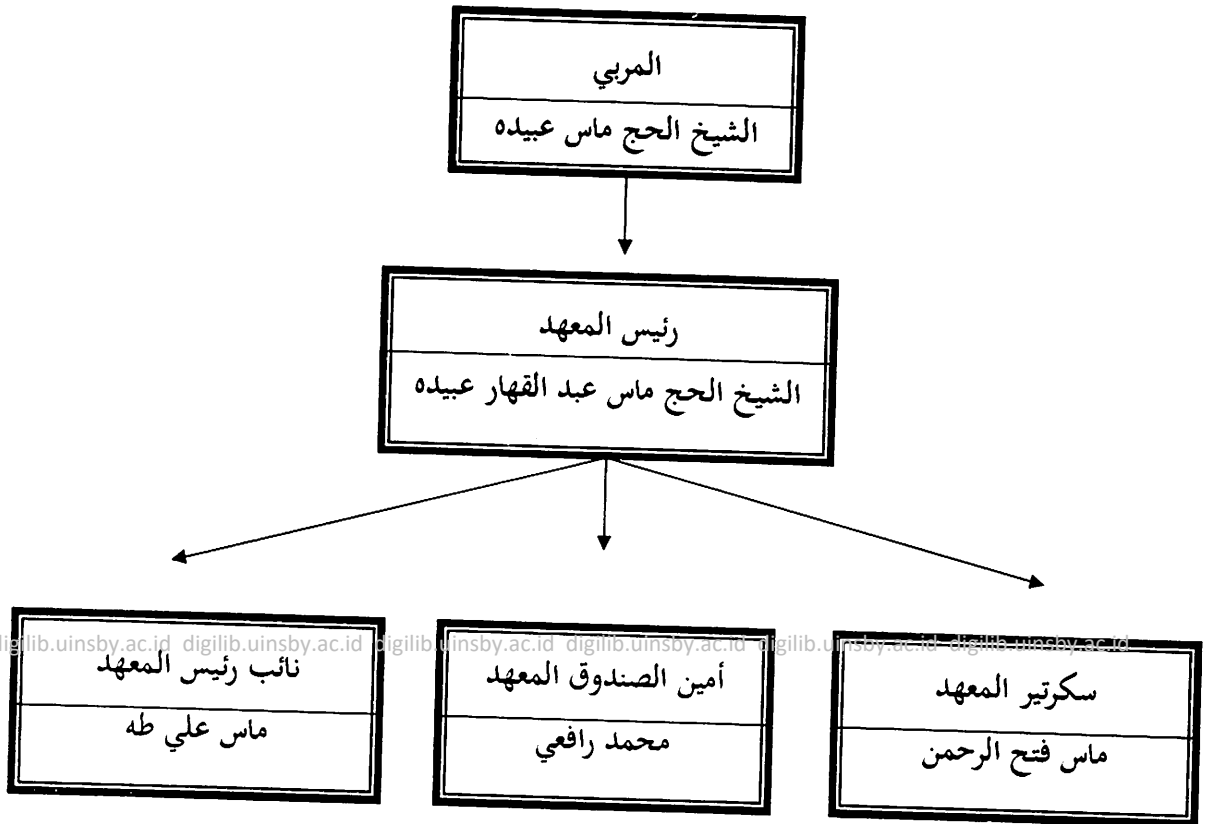 المربي
الشيخ الحج ماس عبيده
رئيس المعهد
الشيخ الحج ماس عبد القهار عبيده
digilib.uinsby.ac.id digilib.uinsby.ac.id digilib.uinsby.ac.id digilib.uinsby.ac.id digilib.uinsby.ac.id digilib.uinsby.ac.id
سكرتير المعهد
ماس فتح الرحمن
أمين الصندوق المعهد
محمد رافعي
نائب رئيس المعهد
ماس علي طه